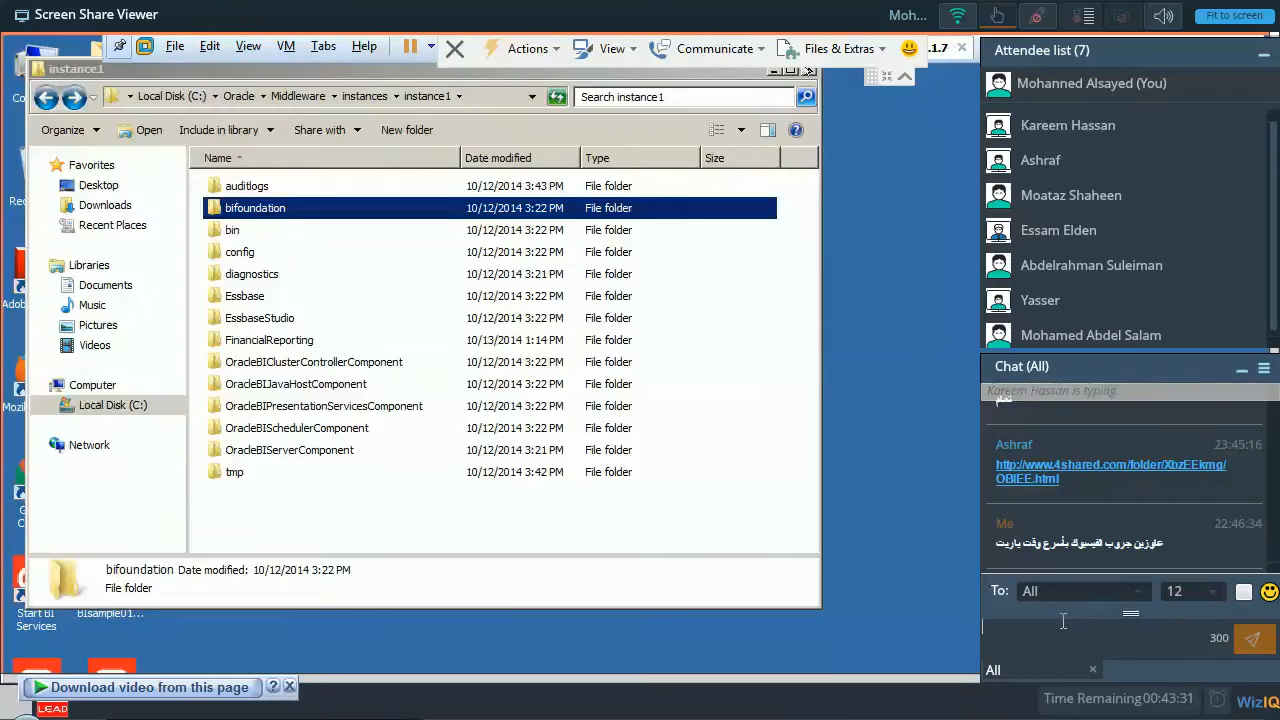 Screen Share Viewer
Moh...
Fit to screen
File Edit View VM Tabs Help
Actions View Communicate Files & Extras
.1.7
instance1
Local Disk (C:) Oracle Middleware instances instance1
Search instance1
Organize Open Include in library Share with New folder
Name Date modified Type Size
auditlogs 10/12/2014 3:43 PM File folder
bifoundation 10/12/2014 3:22 PM File folder
bin 10/12/2014 3:22 PM File folder
config 10/12/2014 3:22 PM File folder
diagnostics 10/12/2014 3:21 PM File folder
Essbase 10/12/2014 3:22 PM File folder
EssbaseStudio 10/12/2014 3:22 PM File folder
FinancialReporting 10/13/2014 1:14 PM File folder
OracleBIClusterControllerComponent 10/12/2014 3:22 PM File folder
OracleBIJavaHostComponent 10/12/2014 3:22 PM File folder
OracleBIPresentationServicesComponent 10/12/2014 3:22 PM File folder
OracleBISchedulerComponent 10/12/2014 3:22 PM File folder
OracleBIServerComponent 10/12/2014 3:21 PM File folder
tmp 10/12/2014 3:42 PM File folder
Favorites
Desktop
Downloads
Recent Places
Libraries
Documents
Music
Pictures
Videos
Computer
Local Disk (C:)
Network
bifoundation Date modified: 10/12/2014 3:22 PM
File folder
Start BI
Services
BIsample01...
Download video from this page
LEAD
Attendee list (7)
Mohanned Alsayed (You)
Kareem Hassan
Ashraf
Moataz Shaheen
Essam Elden
Abdelrahman Suleiman
Yasser
Mohamed Abdel Salam
Chat (All)
Kareem Hassan is typing.
Ashraf 23:45:16
http://www.4shared.com/folder/XbzEEkmg/
OBIEE.html
Me 22:46:34
عاوزين جروب الفيسبوك بأسرع وقت ياريت
To: All 12
300
All
Time Remaining 00:43:31
WizIQ